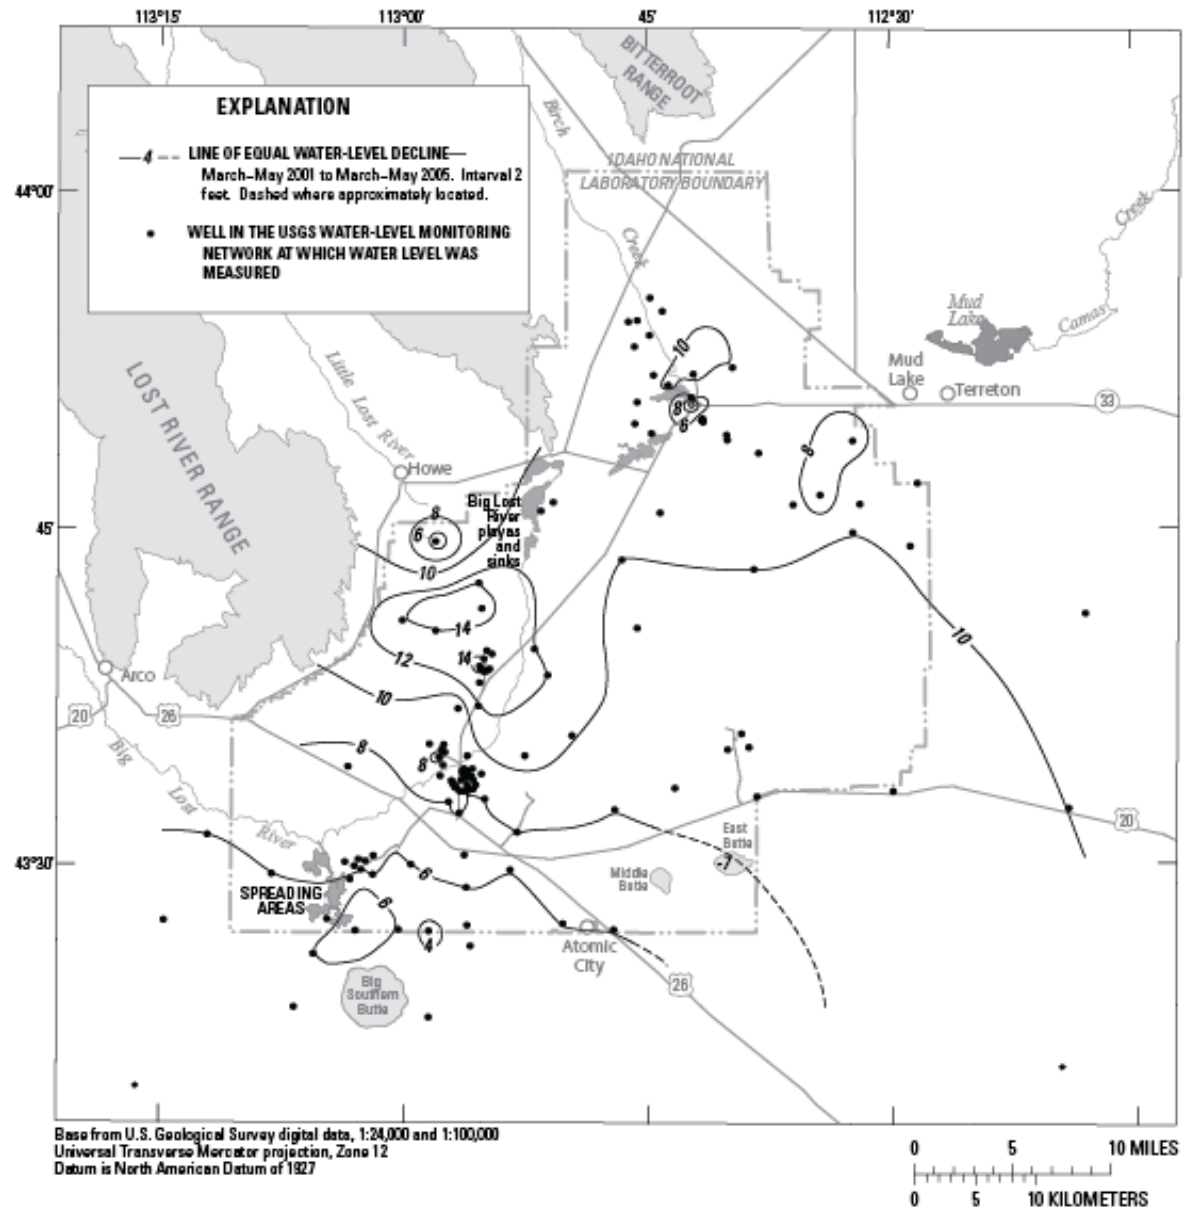 113°15'
113°00'
45'
112°30'
BITTERROOT
RANGE
EXPLANATION
4
LINE OF EQUAL WATER-LEVEL DECLINE—
March–May 2001 to March–May 2005. Interval 2
feet. Dashed where approximately located.
WELL IN THE USGS WATER-LEVEL MONITORING
NETWORK AT WHICH WATER LEVEL WAS
MEASURED
Birch
Creek
IDAHO NATIONAL
LABORATORY BOUNDARY
44°00'
Camas
Creek
Mud
Lake
Mud
Lake
Terreton
33
10
8
6
8
LOST RIVER RANGE
Little Lost River
Howe
Big Lost
River
playas
and
sinks
45'
8
6
10
14
14
12
10
10
Arco
20
26
8
8
Big
Lost
River
20
East
Butte
-7
Middle
Butte
43°30'
SPREADING
AREAS
6
6
4
Atomic
City
26
Big
Southern
Butte
Base from U.S. Geological Survey digital data, 1:24,000 and 1:100,000
Universal Transverse Mercator projection, Zone 12
Datum is North American Datum of 1927
0 5 10 MILES
0 5 10 KILOMETERS